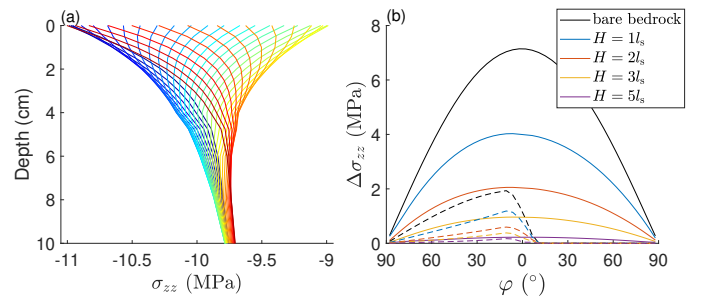 (a)
0
2
4
6
8
10
Depth (cm)
-11
-10.5
-10
-9.5
-9
σzz (MPa)
(b)
8
6
4
2
0
Δσzz (MPa)
90
60
30
0
30
60
90
φ (°)
bare bedrock
H = 1ls
H = 2ls
H = 3ls
H = 5ls